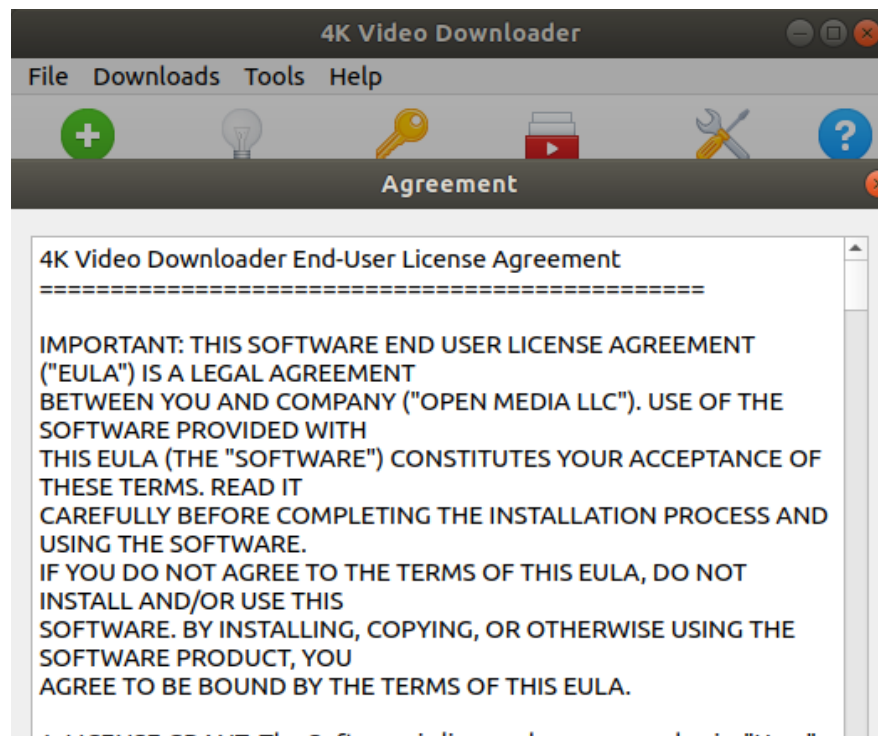 4K Video Downloader
File Downloads Tools Help
Agreement
4K Video Downloader End-User License Agreement
===============================================
IMPORTANT: THIS SOFTWARE END USER LICENSE AGREEMENT
("EULA") IS A LEGAL AGREEMENT
BETWEEN YOU AND COMPANY ("OPEN MEDIA LLC"). USE OF THE
SOFTWARE PROVIDED WITH
THIS EULA (THE "SOFTWARE") CONSTITUTES YOUR ACCEPTANCE OF
THESE TERMS. READ IT
CAREFULLY BEFORE COMPLETING THE INSTALLATION PROCESS AND
USING THE SOFTWARE.
IF YOU DO NOT AGREE TO THE TERMS OF THIS EULA, DO NOT
INSTALL AND/OR USE THIS
SOFTWARE. BY INSTALLING, COPYING, OR OTHERWISE USING THE
SOFTWARE PRODUCT, YOU
AGREE TO BE BOUND BY THE TERMS OF THIS EULA.